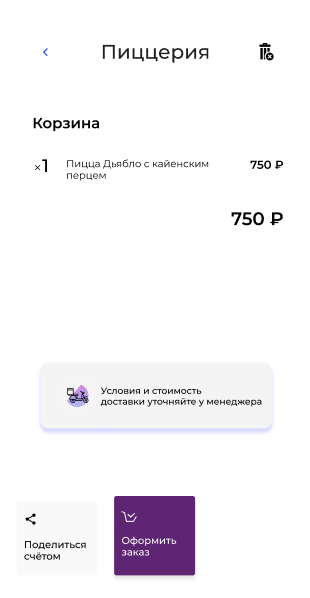 Пиццерия
Корзина
×1 Пицца Дьябло с кайенским 750 ₽
перцем
750 ₽
Условия и стоимость
доставки уточняйте у менеджера
Поделиться
счётом
Оформить
заказ